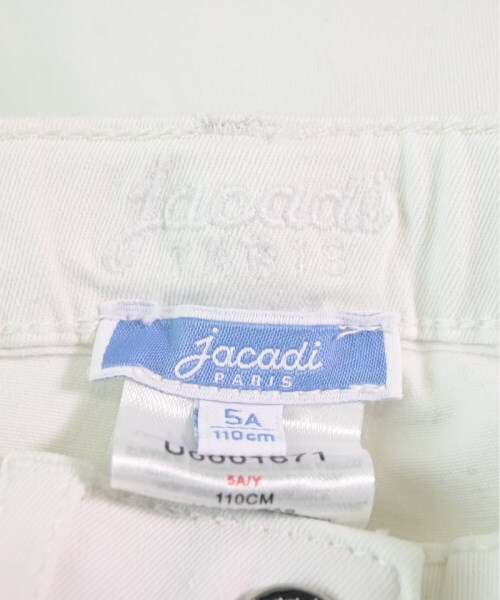 jacadi
PARIS
jacadi
PARIS
5A
110cm
5A/Y
110CM